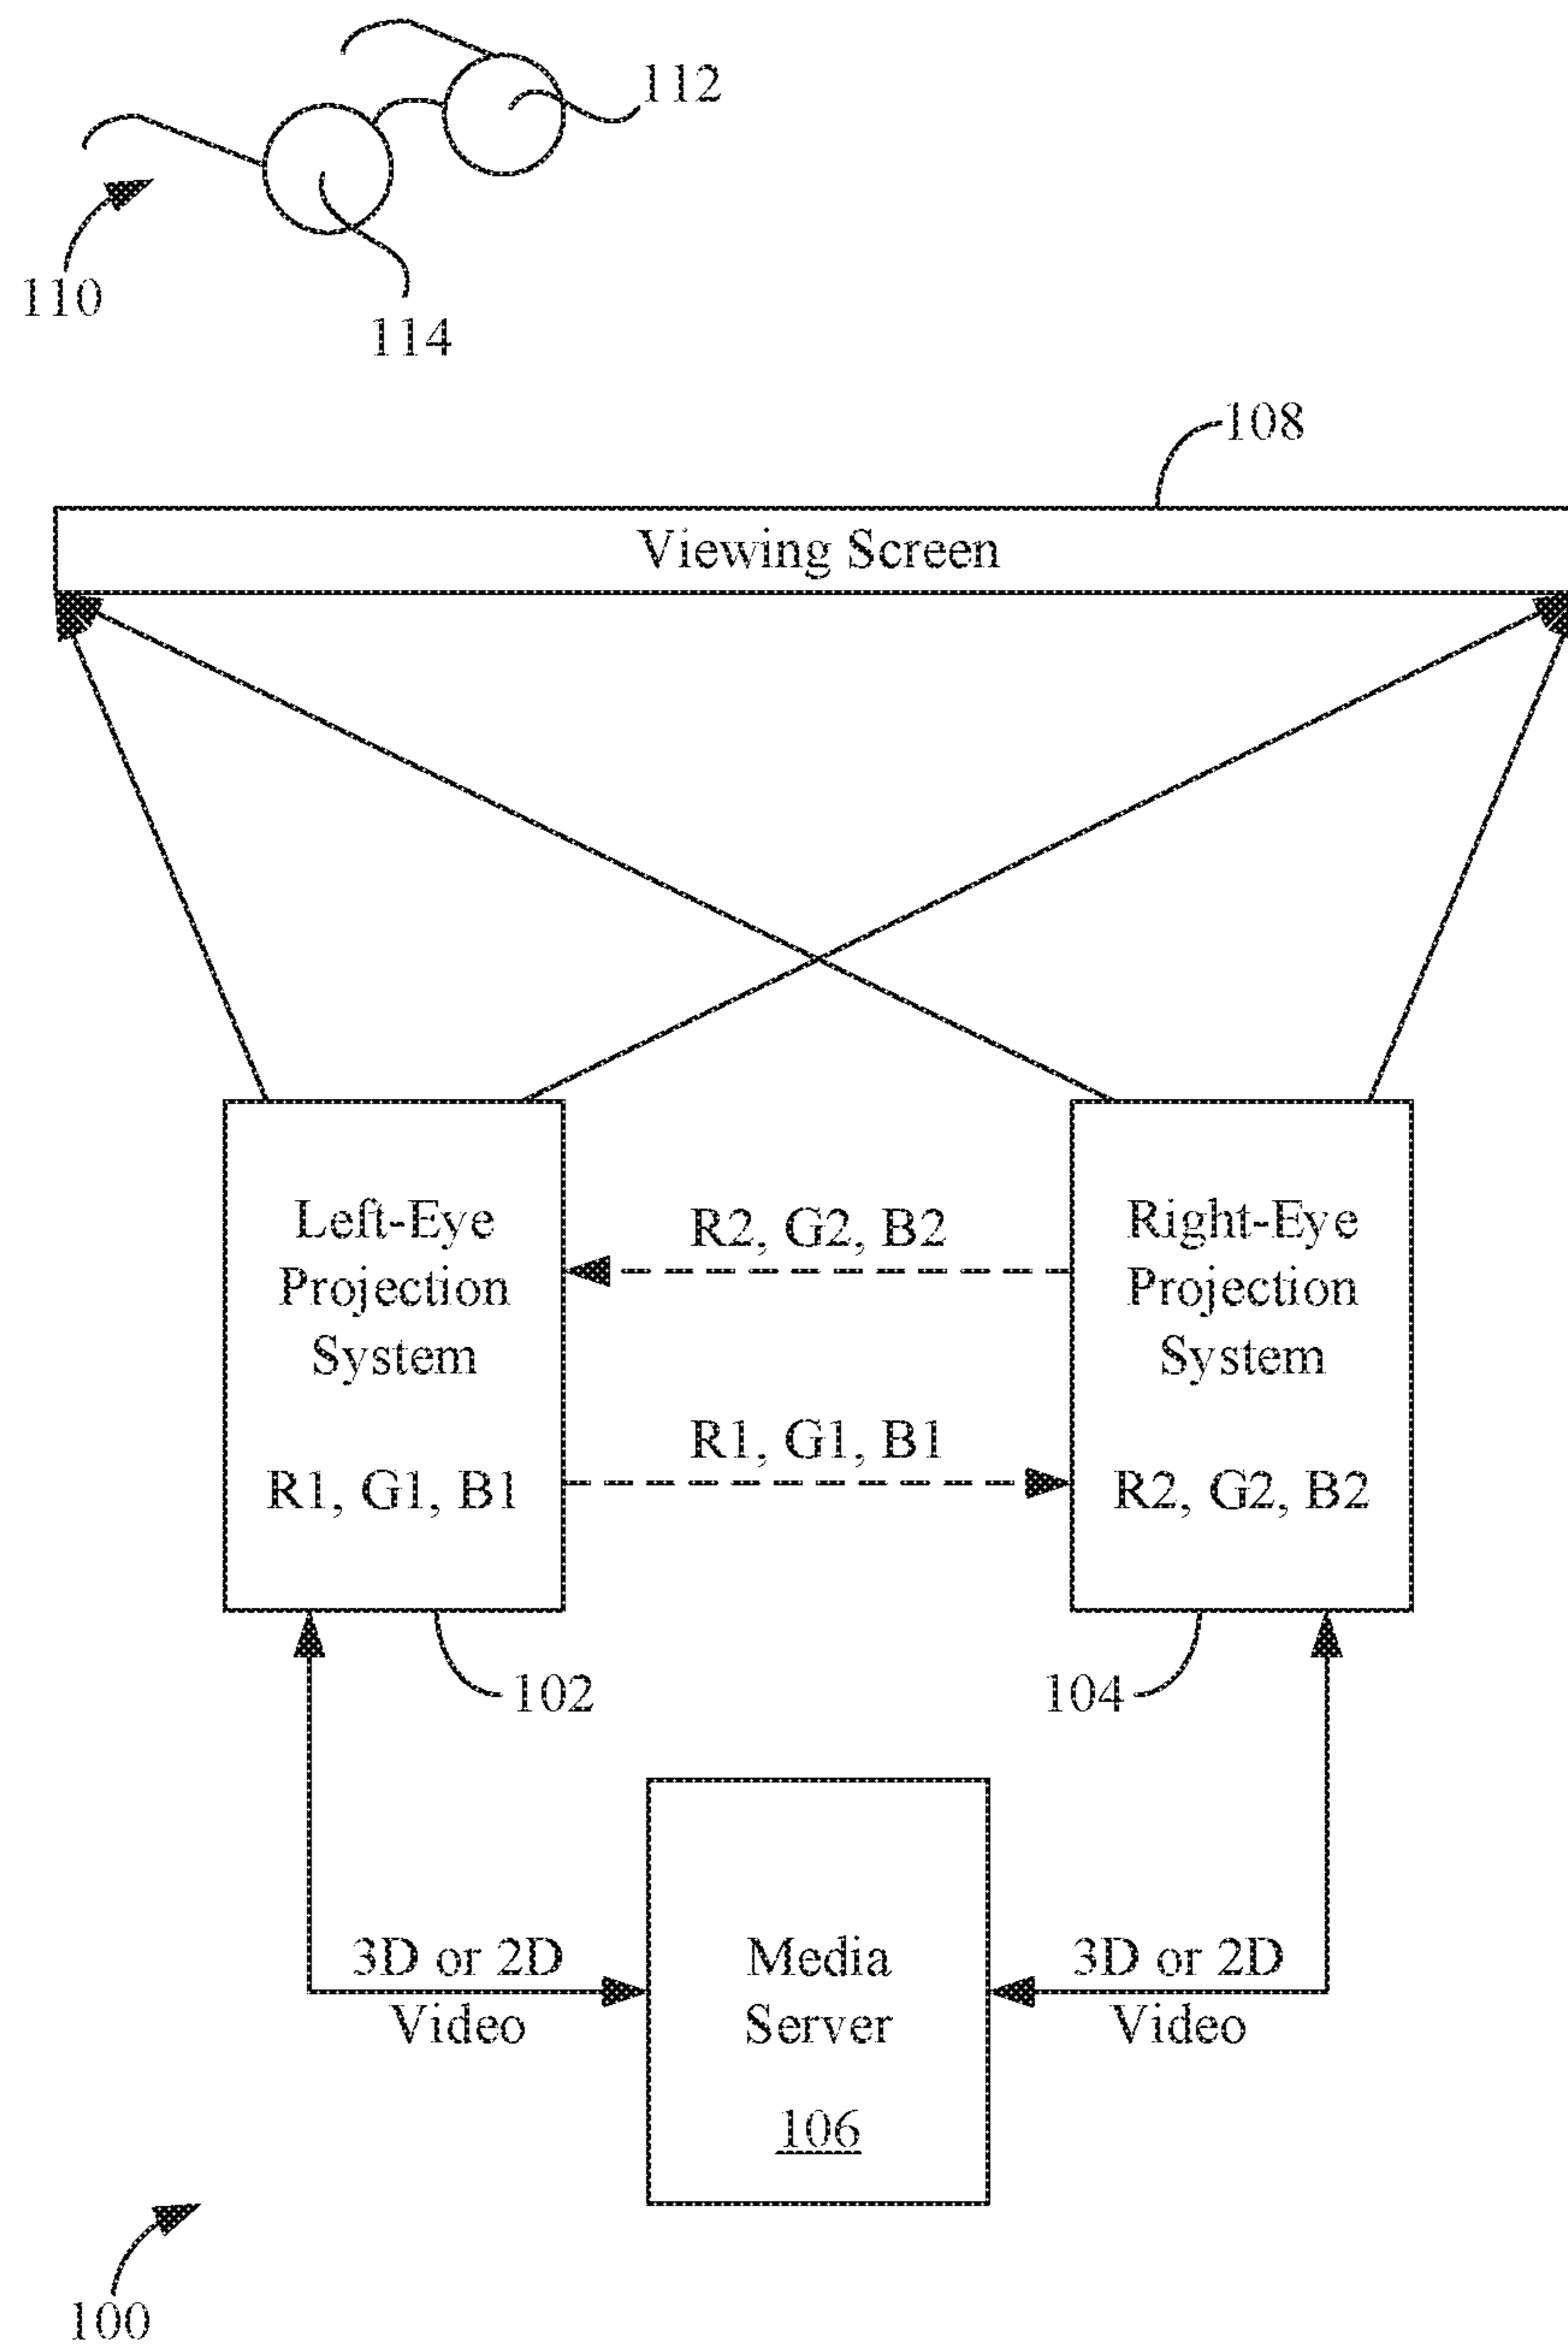 112
110
114
108
Viewing Screen
Left-Eye
Projection
System
R1, G1, B1
R2, G2, B2
R1, G1, B1
Right-Eye
Projection
System
R2, G2, B2
102
104
3D or 2D
Video
Media
Server
106
3D or 2D
Video
100